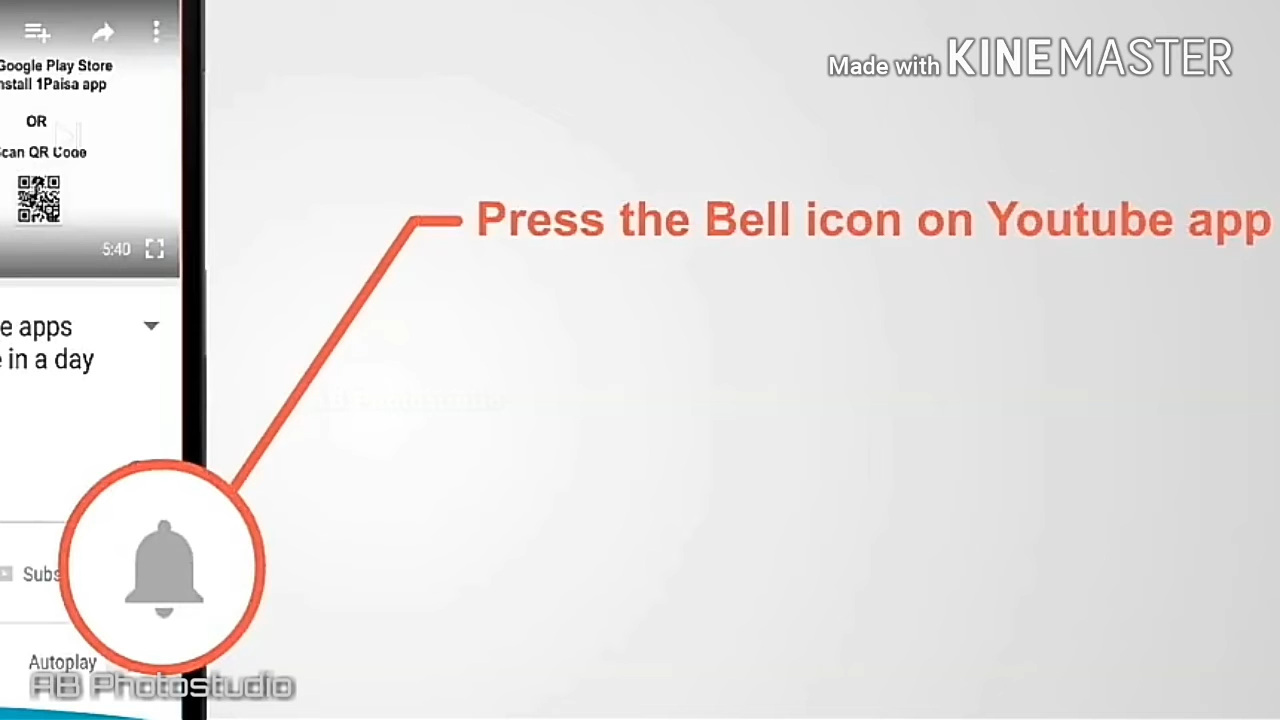 Made with KINEMASTER
Google Play Store
nstall 1Paisa app
OR
can QR Code
Press the Bell icon on Youtube app
5:40
e apps
e in a day
Subs
Autoplay
AB Photostudio